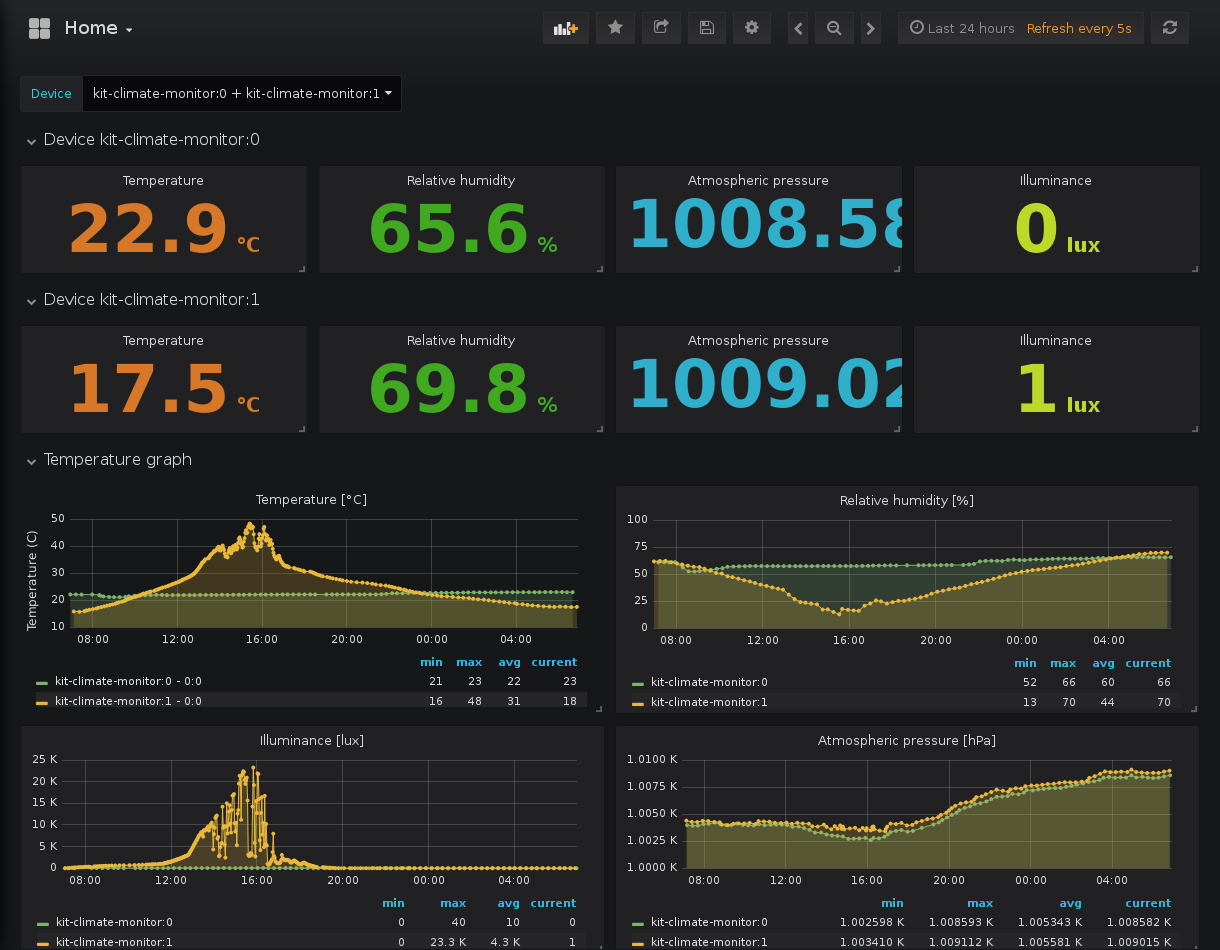 Home
Last 24 hours Refresh every 5s
Device kit-climate-monitor:0 + kit-climate-monitor:1
Device kit-climate-monitor:0
Temperature Relative humidity Atmospheric pressure Illuminance
22.9 °C 65.6 % 1008.58 0 lux
Device kit-climate-monitor:1
Temperature Relative humidity Atmospheric pressure Illuminance
17.5 °C 69.8 % 1009.02 1 lux
Temperature graph
Temperature [°C]
Temperature (C)
50
40
30
20
10
08:00 12:00 16:00 20:00 00:00 04:00
min max avg current
kit-climate-monitor:0 - 0:0 21 23 22 23
kit-climate-monitor:1 - 0:0 16 48 31 18
Relative humidity [%]
100
75
50
25
0
08:00 12:00 16:00 20:00 00:00 04:00
min max avg current
kit-climate-monitor:0 52 66 60 66
kit-climate-monitor:1 13 70 44 70
Illuminance [lux]
25 K
20 K
15 K
10 K
5 K
0
08:00 12:00 16:00 20:00 00:00 04:00
min max avg current
kit-climate-monitor:0 0 40 10 0
kit-climate-monitor:1 0 23.3 K 4.3 K 1
Atmospheric pressure [hPa]
1.0100 K
1.0075 K
1.0050 K
1.0025 K
1.0000 K
08:00 12:00 16:00 20:00 00:00 04:00
min max avg current
kit-climate-monitor:0 1.002598 K 1.008593 K 1.005343 K 1.008582 K
kit-climate-monitor:1 1.003410 K 1.009112 K 1.005581 K 1.009015 K